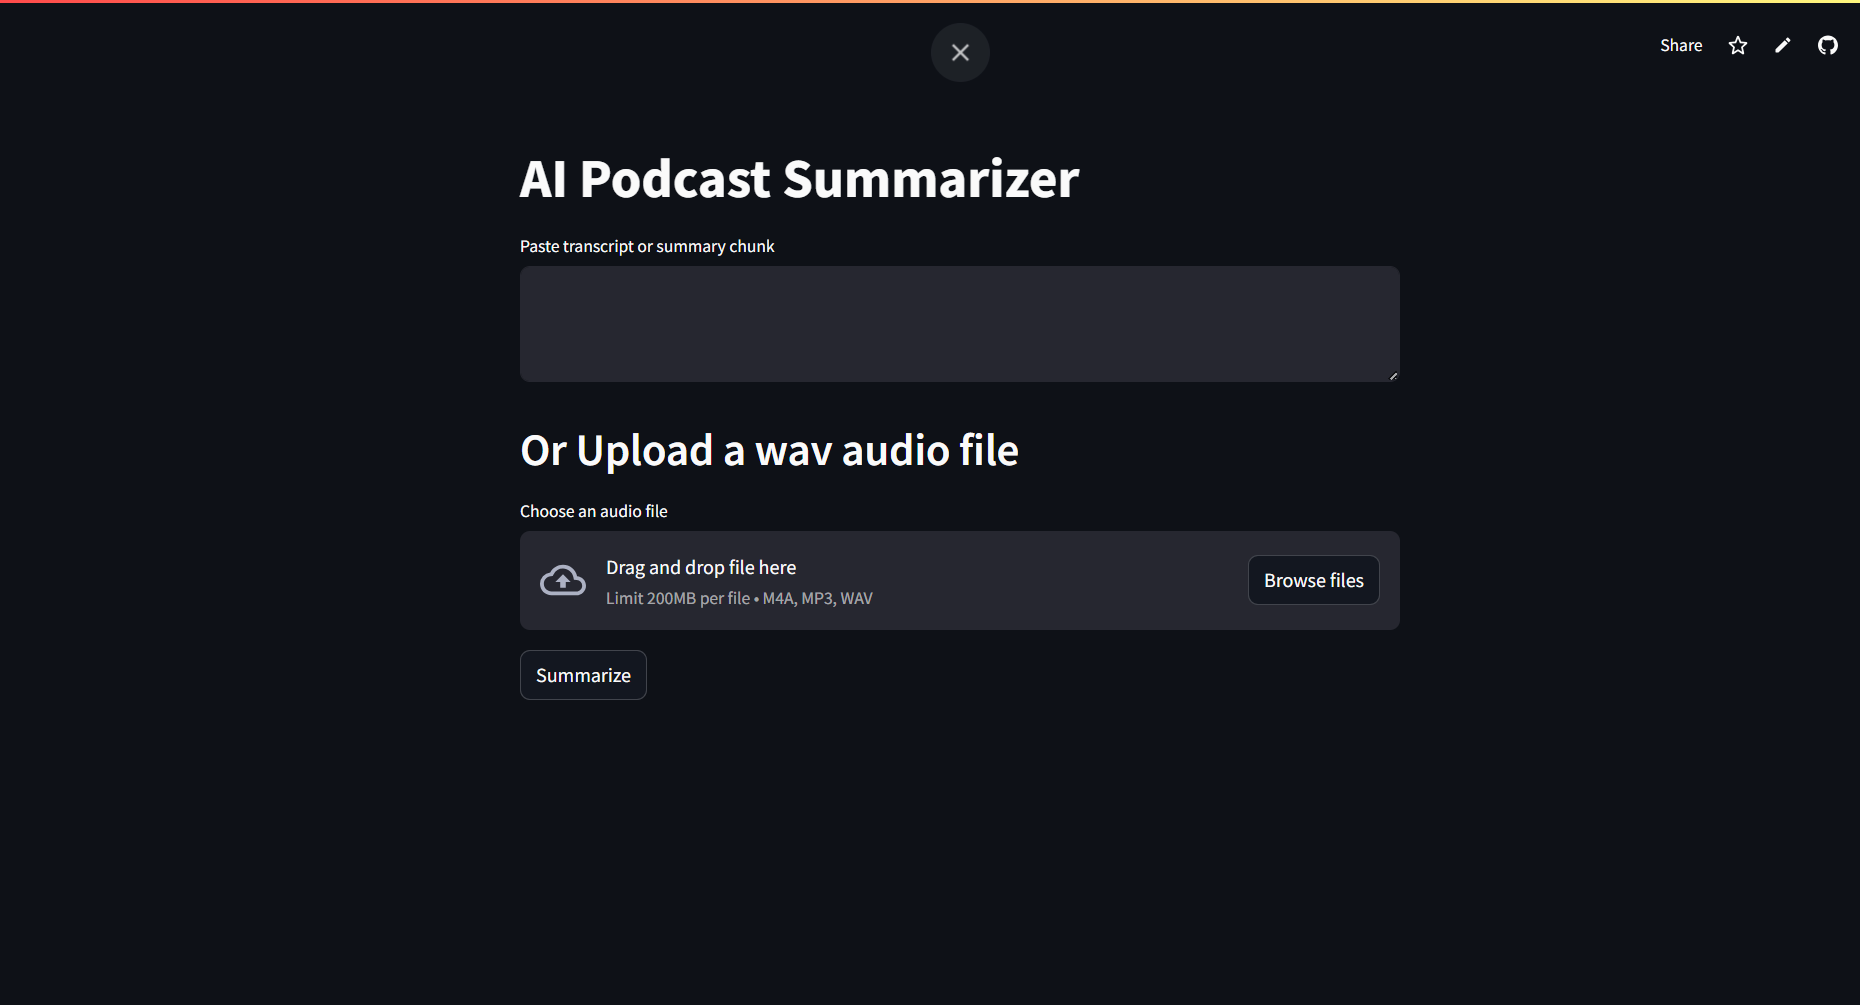 Share
AI Podcast Summarizer
Paste transcript or summary chunk
Or Upload a wav audio file
Choose an audio file
Drag and drop file here
Limit 200MB per file • M4A, MP3, WAV
Browse files
Summarize